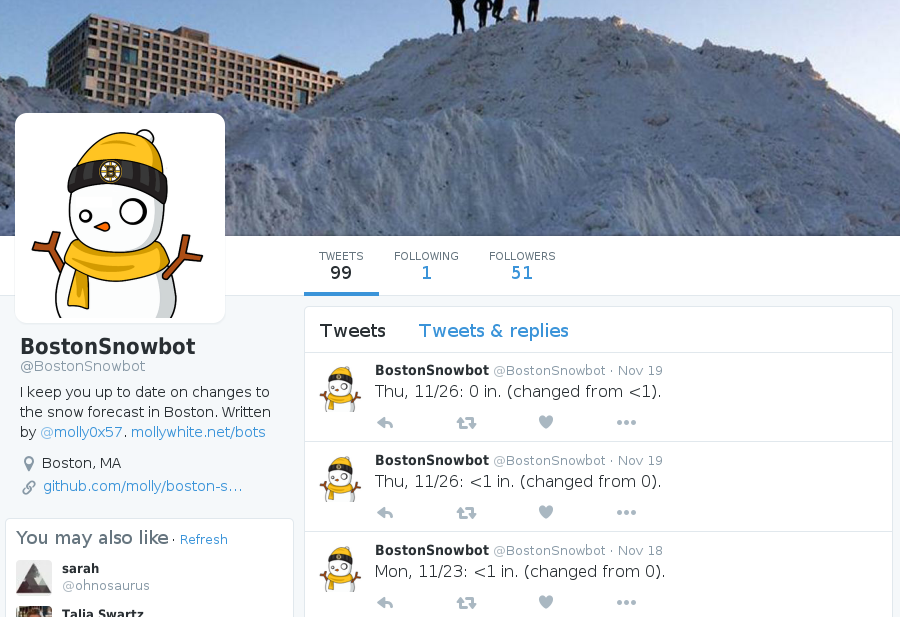 TWEETS FOLLOWING FOLLOWERS
99 1 51
BostonSnowbot
@BostonSnowbot
I keep you up to date on changes to
the snow forecast in Boston. Written
by @molly0x57. mollywhite.net/bots
Boston, MA
github.com/molly/boston-s...
You may also like · Refresh
sarah
@ohnosaurus
Talia Swartz
Tweets Tweets & replies
BostonSnowbot @BostonSnowbot · Nov 19
Thu, 11/26: 0 in. (changed from <1).
BostonSnowbot @BostonSnowbot · Nov 19
Thu, 11/26: <1 in. (changed from 0).
BostonSnowbot @BostonSnowbot · Nov 18
Mon, 11/23: <1 in. (changed from 0).